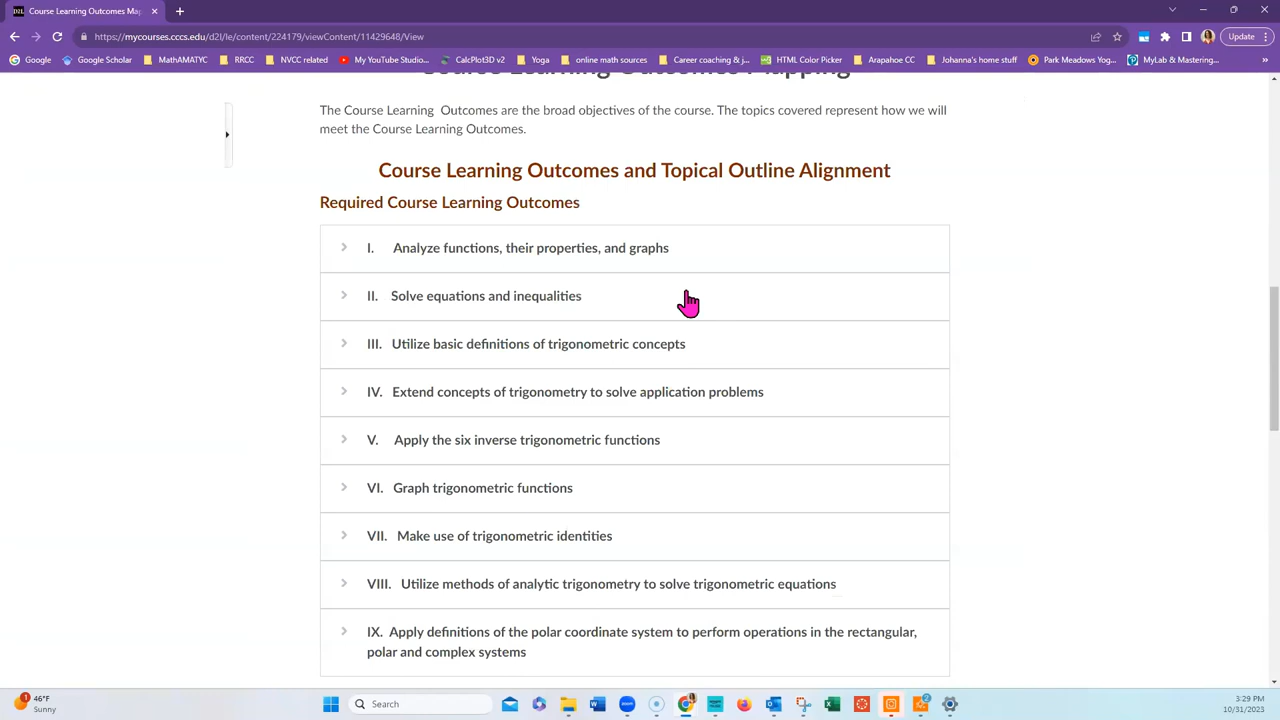 D2L Course Learning Outcomes Ma
https://mycourses.cccs.edu/d2l/le/content/224179/viewContent/11429648/View
Update
Google Google Scholar MathAMATYC RRCC NVCC related My YouTube Studio... CalcPlot3D v2 Yoga online math sources Career coaching & j... HTML Color Picker Arapahoe CC Johanna's home stuff Park Meadows Yog... MyLab & Mastering... »
Course Learning Outcomes Mapping
The Course Learning Outcomes are the broad objectives of the course. The topics covered represent how we will
meet the Course Learning Outcomes.
Course Learning Outcomes and Topical Outline Alignment
Required Course Learning Outcomes
I. Analyze functions, their properties, and graphs
II. Solve equations and inequalities
III. Utilize basic definitions of trigonometric concepts
IV. Extend concepts of trigonometry to solve application problems
V. Apply the six inverse trigonometric functions
VI. Graph trigonometric functions
VII. Make use of trigonometric identities
VIII. Utilize methods of analytic trigonometry to solve trigonometric equations
IX. Apply definitions of the polar coordinate system to perform operations in the rectangular,
polar and complex systems
1 46°F
Sunny
Search
2
3:29 PM
10/31/2023